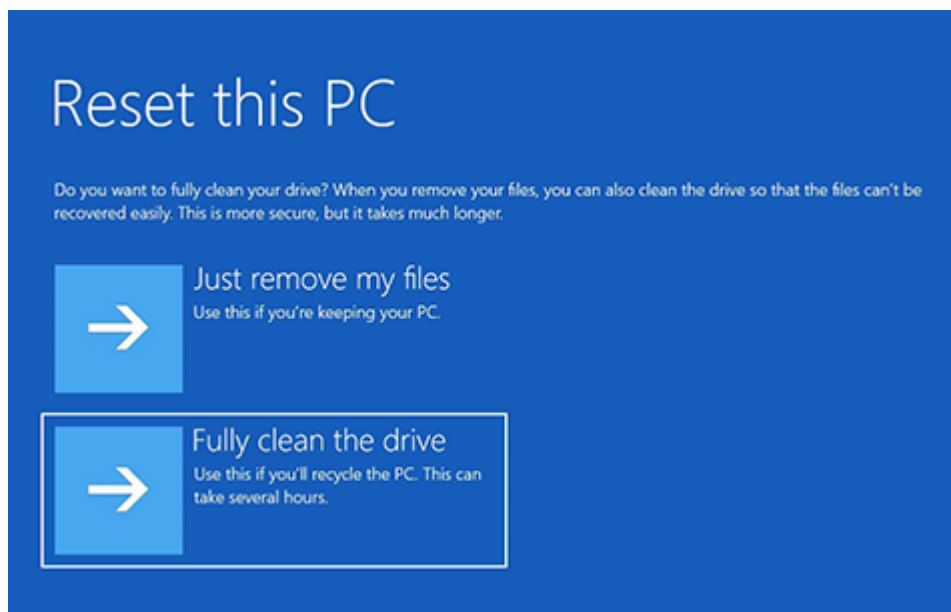 Reset this PC
Do you want to fully clean your drive? When you remove your files, you can also clean the drive so that the files can't be
recovered easily. This is more secure, but it takes much longer.
Just remove my files
Use this if you're keeping your PC.
Fully clean the drive
Use this if you'll recycle the PC. This can
take several hours.